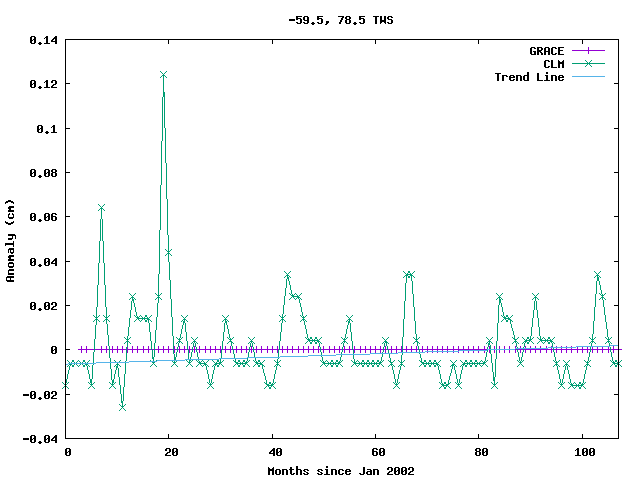 -59.5, 78.5 TWS
0.14
GRACE
CLM
Trend Line
0.12
0.1
0.08
0.06
0.04
0.02
0
-0.02
-0.04
Anomaly (cm)
0 20 40 60 80 100
Months since Jan 2002